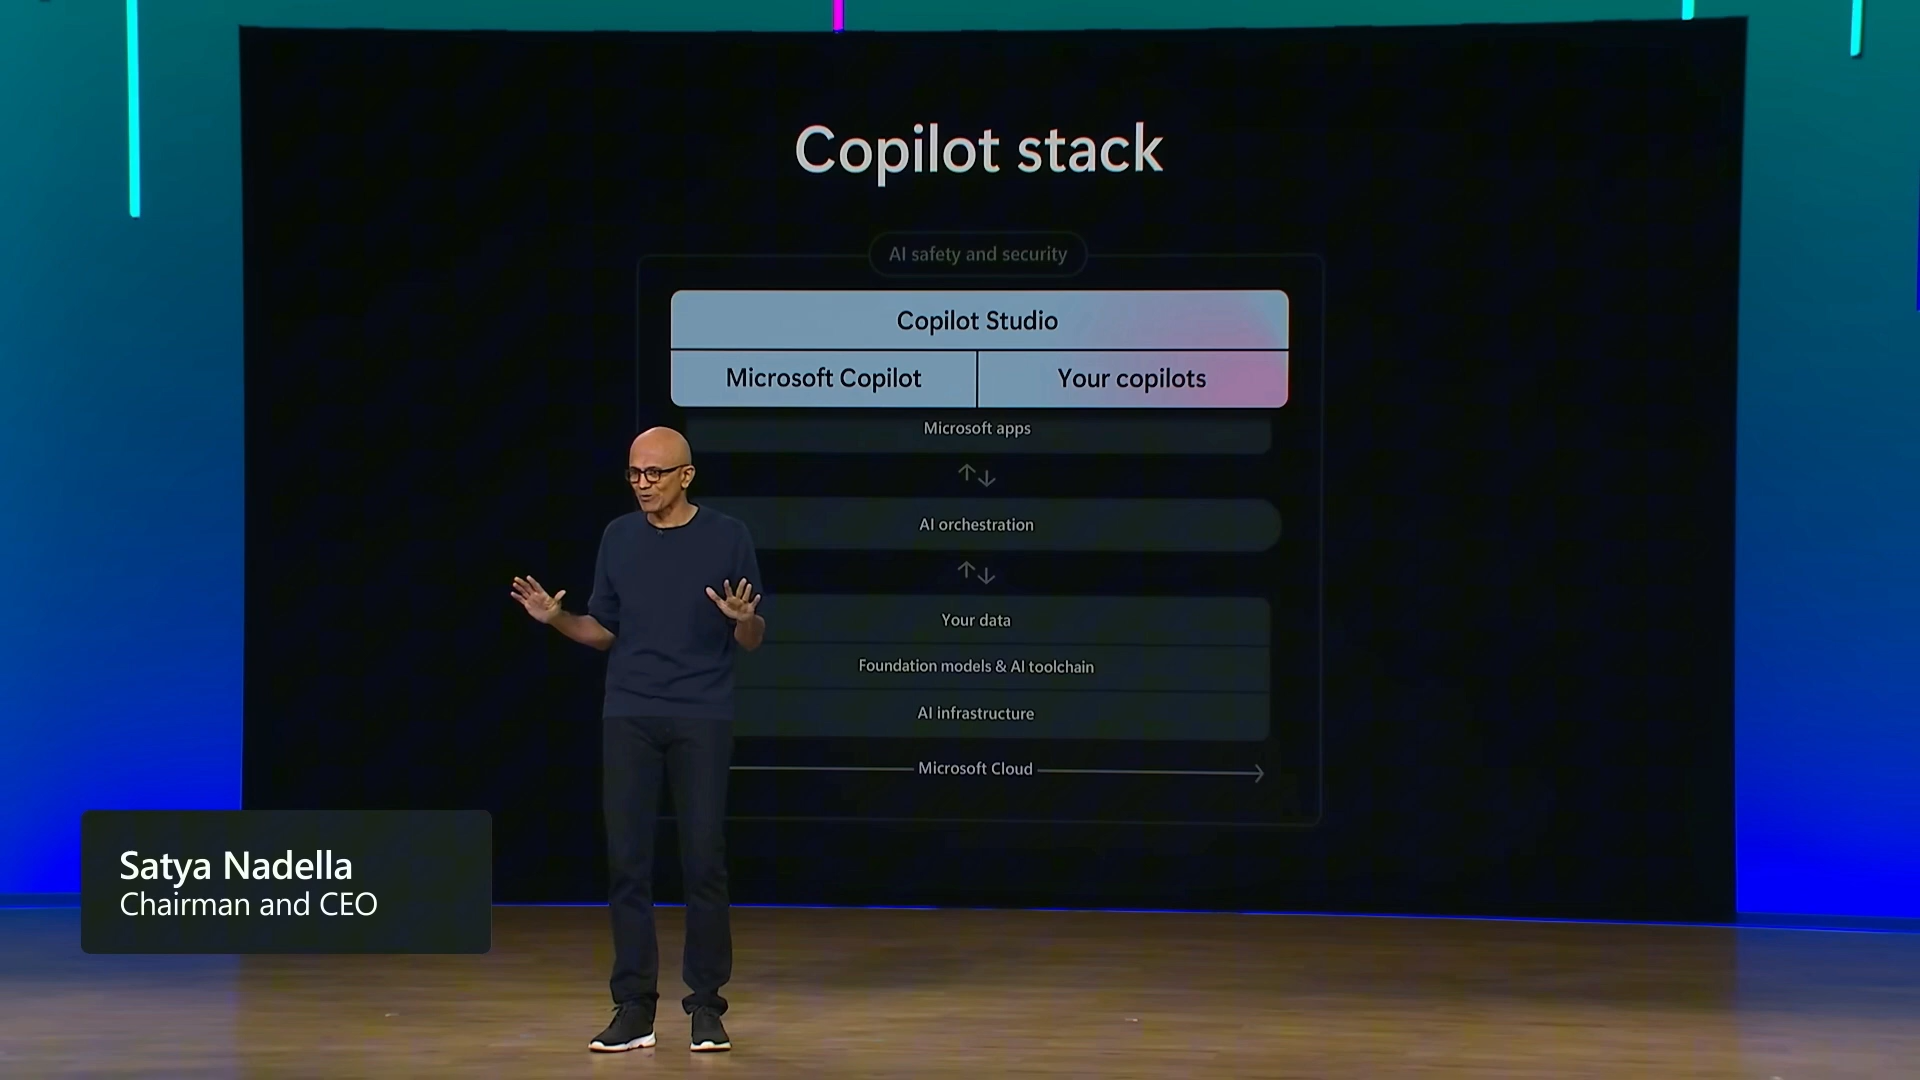 Copilot stack
AI safety and security
Copilot Studio
Microsoft Copilot
Your copilots
Microsoft apps
↑↓
AI orchestration
↑↓
Your data
Foundation models & AI toolchain
AI infrastructure
Microsoft Cloud
Satya Nadella
Chairman and CEO